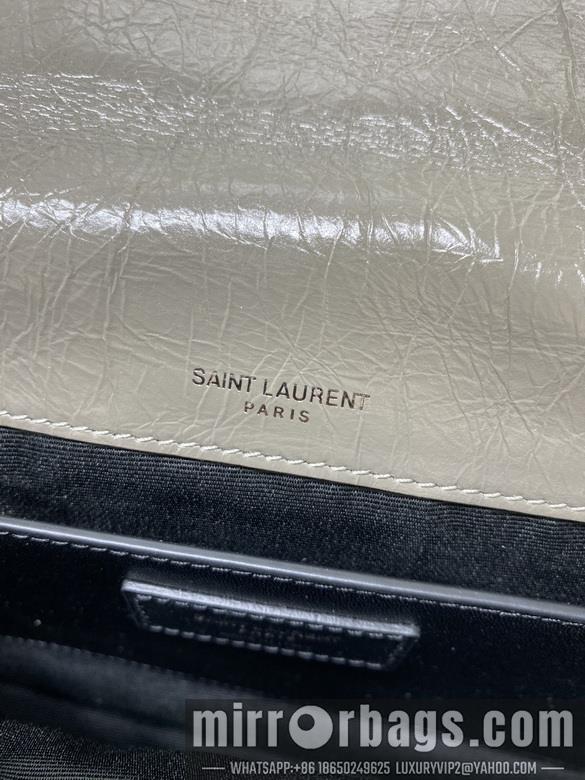 SAINT LAURENT
PARIS
mirrorbags.com
WHATSAPP:+86 18650249625 LUXURYVIP2@YAHOO.COM